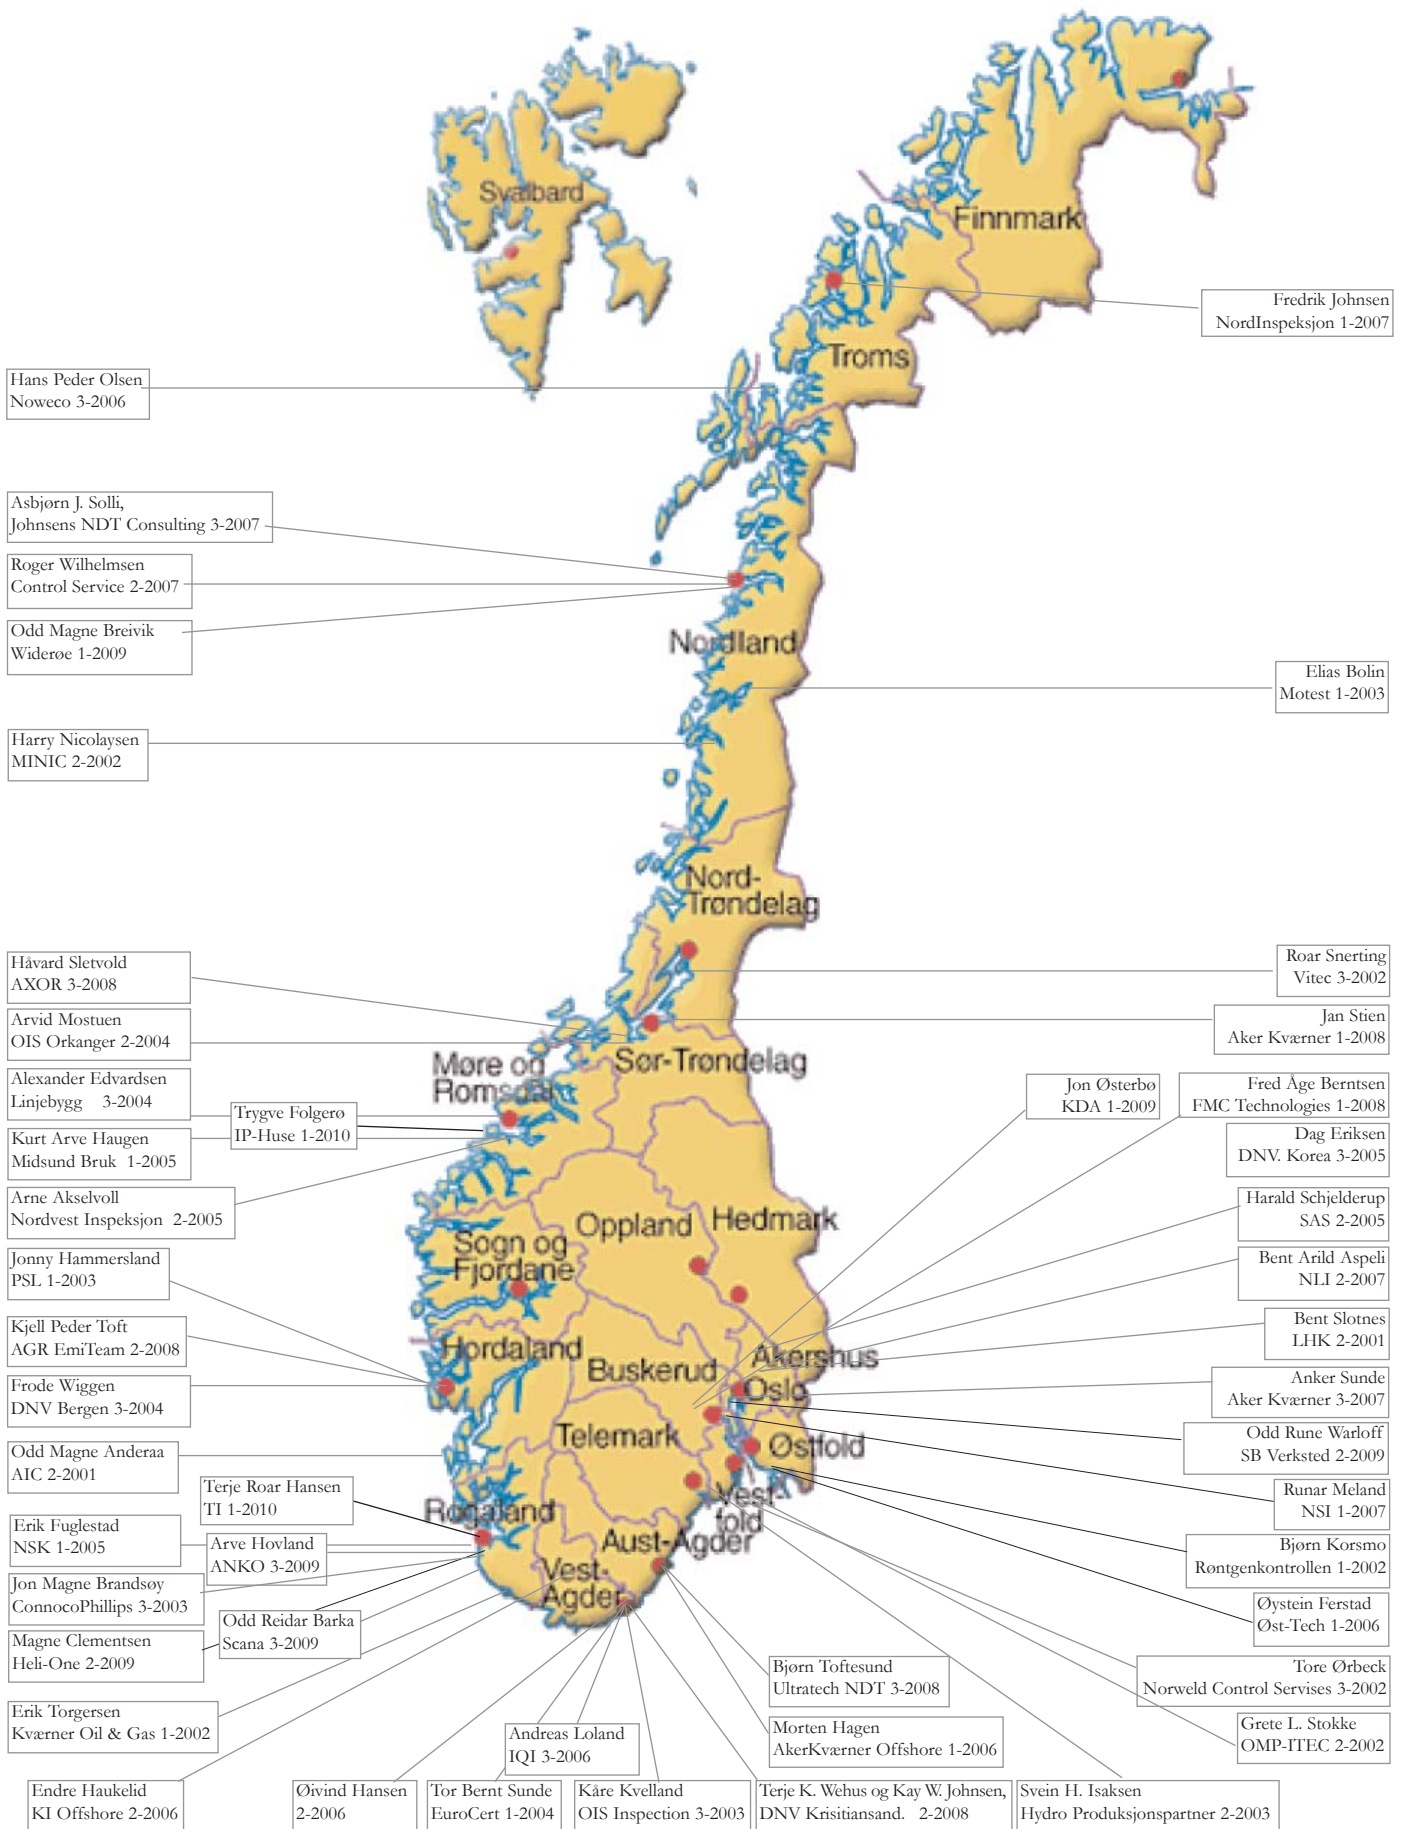 Svalbard
Finnmark
Troms
Nordland
Nord-
Trøndelag
Sør-Trøndelag
Møre og
Romsdal
Oppland
Hedmark
Sogn og
Fjordane
Hordaland
Buskerud
Akershus
Oslo
Telemark
Østfold
Vest-
fold
Rogaland
Aust-Agder
Vest-
Agder
Fredrik Johnsen
NordInspeksjon 1-2007
Hans Peder Olsen
Noweco 3-2006
Asbjørn J. Solli,
Johnsens NDT Consulting 3-2007
Roger Wilhelmsen
Control Service 2-2007
Odd Magne Breivik
Widerøe 1-2009
Elias Bolin
Motest 1-2003
Harry Nicolaysen
MINIC 2-2002
Håvard Sletvold
AXOR 3-2008
Arvid Mostuen
OIS Orkanger 2-2004
Alexander Edvardsen
Linjebygg 3-2004
Trygve Folgerø
IP-Huse 1-2010
Kurt Arve Haugen
Midsund Bruk 1-2005
Arne Akselvoll
Nordvest Inspeksjon 2-2005
Jonny Hammersland
PSL 1-2003
Kjell Peder Toft
AGR EmiTeam 2-2008
Frode Wiggen
DNV Bergen 3-2004
Odd Magne Anderaa
AIC 2-2001
Terje Roar Hansen
TI 1-2010
Erik Fuglestad
NSK 1-2005
Arve Hovland
ANKO 3-2009
Jon Magne Brandsøy
ConnocoPhillips 3-2003
Odd Reidar Barka
Scana 3-2009
Magne Clementsen
Heli-One 2-2009
Erik Torgersen
Kværner Oil & Gas 1-2002
Endre Haukelid
KI Offshore 2-2006
Øivind Hansen
2-2006
Andreas Loland
IQI 3-2006
Tor Bernt Sunde
EuroCert 1-2004
Kåre Kvelland
OIS Inspection 3-2003
Terje K. Wehus og Kay W. Johnsen,
DNV Krisitiansand. 2-2008
Svein H. Isaksen
Hydro Produksjonspartner 2-2003
Bjørn Toftesund
Ultratech NDT 3-2008
Morten Hagen
AkerKværner Offshore 1-2006
Roar Snerting
Vitec 3-2002
Jan Stien
Aker Kværner 1-2008
Jon Østerbø
KDA 1-2009
Fred Åge Berntsen
FMC Technologies 1-2008
Dag Eriksen
DNV. Korea 3-2005
Harald Schjelderup
SAS 2-2005
Bent Arild Aspeli
NLI 2-2007
Bent Slotnes
LHK 2-2001
Anker Sunde
Aker Kværner 3-2007
Odd Rune Warloff
SB Verksted 2-2009
Runar Meland
NSI 1-2007
Bjørn Korsmo
Røntgenkontrollen 1-2002
Øystein Ferstad
Øst-Tech 1-2006
Tore Ørbeck
Norweld Control Servises 3-2002
Grete L. Stokke
OMP-ITEC 2-2002